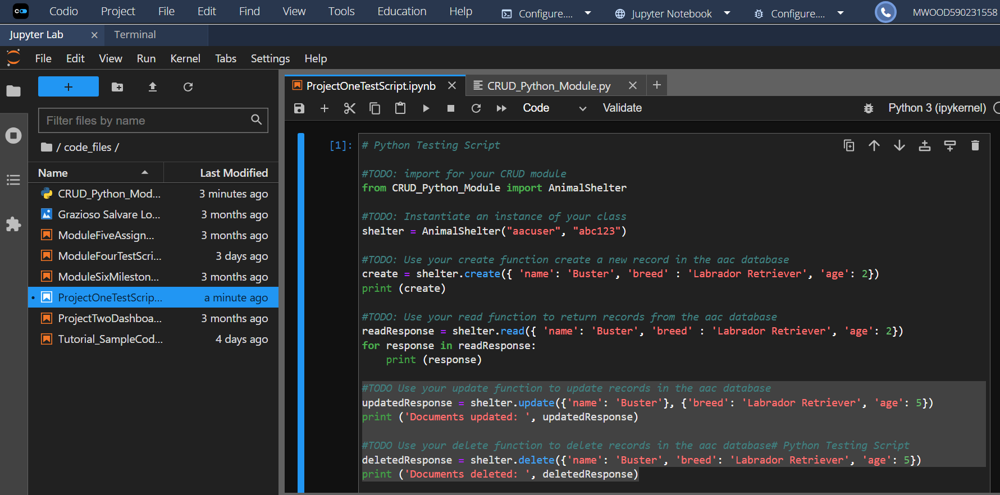 Codio Project File Edit Find View Tools Education Help Configure.... Jupyter Notebook Configure.... MWOOD590231558
Jupyter Lab Terminal
File Edit View Run Kernel Tabs Settings Help
Filter files by name
/ code_files /
Name Last Modified
CRUD_Python_Mod... 3 minutes ago
Grazioso Salvare Lo... 3 months ago
ModuleFiveAssign... 3 months ago
ModuleFourTestScri... 3 days ago
ModuleSixMileston... 3 months ago
ProjectOneTestScrip... a minute ago
ProjectTwoDashboa... 3 months ago
Tutorial_SampleCod... 4 days ago
ProjectOneTestScript.ipynb CRUD_Python_Module.py
Code Validate Python 3 (ipykernel)
[1]: # Python Testing Script
#TODO: import for your CRUD module
from CRUD_Python_Module import AnimalShelter
#TODO: Instantiate an instance of your class
shelter = AnimalShelter("aacuser", "abc123")
#TODO: Use your create function create a new record in the aac database
create = shelter.create({ 'name': 'Buster', 'breed' : 'Labrador Retriever', 'age': 2})
print (create)
#TODO: Use your read function to return records from the aac database
readResponse = shelter.read({ 'name': 'Buster', 'breed' : 'Labrador Retriever', 'age': 2})
for response in readResponse:
    print (response)
#TODO Use your update function to update records in the aac database
updatedResponse = shelter.update({'name': 'Buster'}, {'breed': 'Labrador Retriever', 'age': 5})
print ('Documents updated: ', updatedResponse)
#TODO Use your delete function to delete records in the aac database# Python Testing Script
deletedResponse = shelter.delete({'name': 'Buster', 'breed': 'Labrador Retriever', 'age': 5})
print ('Documents deleted: ', deletedResponse)